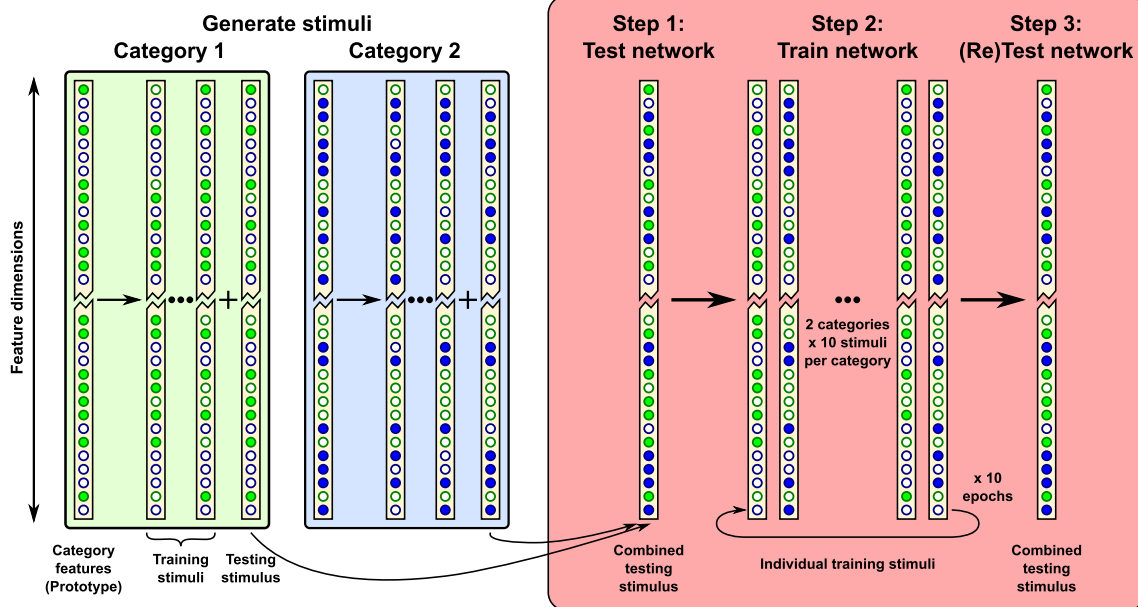 Generate stimuli
Category 1
Category 2
Feature dimensions
Category
features
(Prototype)
Training
stimuli
Testing
stimulus
Step 1:
Test network
Step 2:
Train network
Step 3:
(Re)Test network
2 categories
x 10 stimuli
per category
x 10
epochs
Combined
testing
stimulus
Individual training stimuli
Combined
testing
stimulus